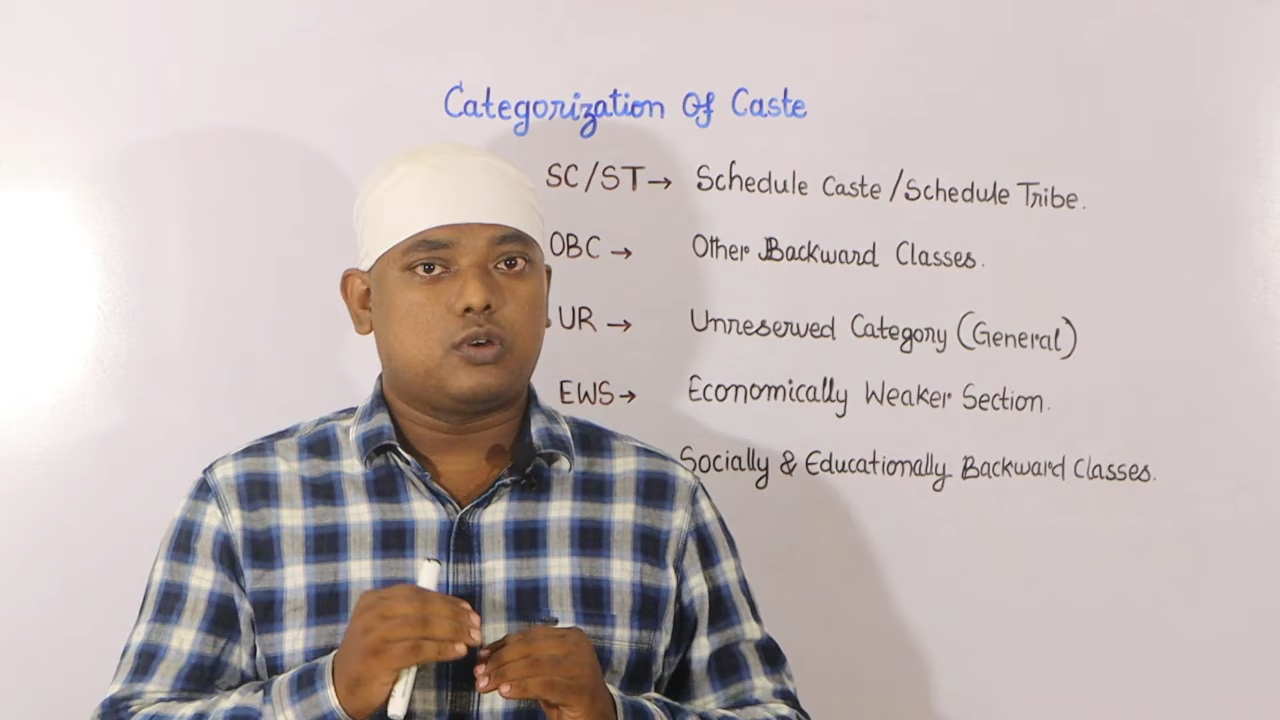 Categorization Of Caste
SC/ST→ Schedule Caste /Schedule Tribe.
OBC → Other Backward Classes.
UR → Unreserved Category (General)
EWS→ Economically Weaker Section.
Socially & Educationally Backward Classes.